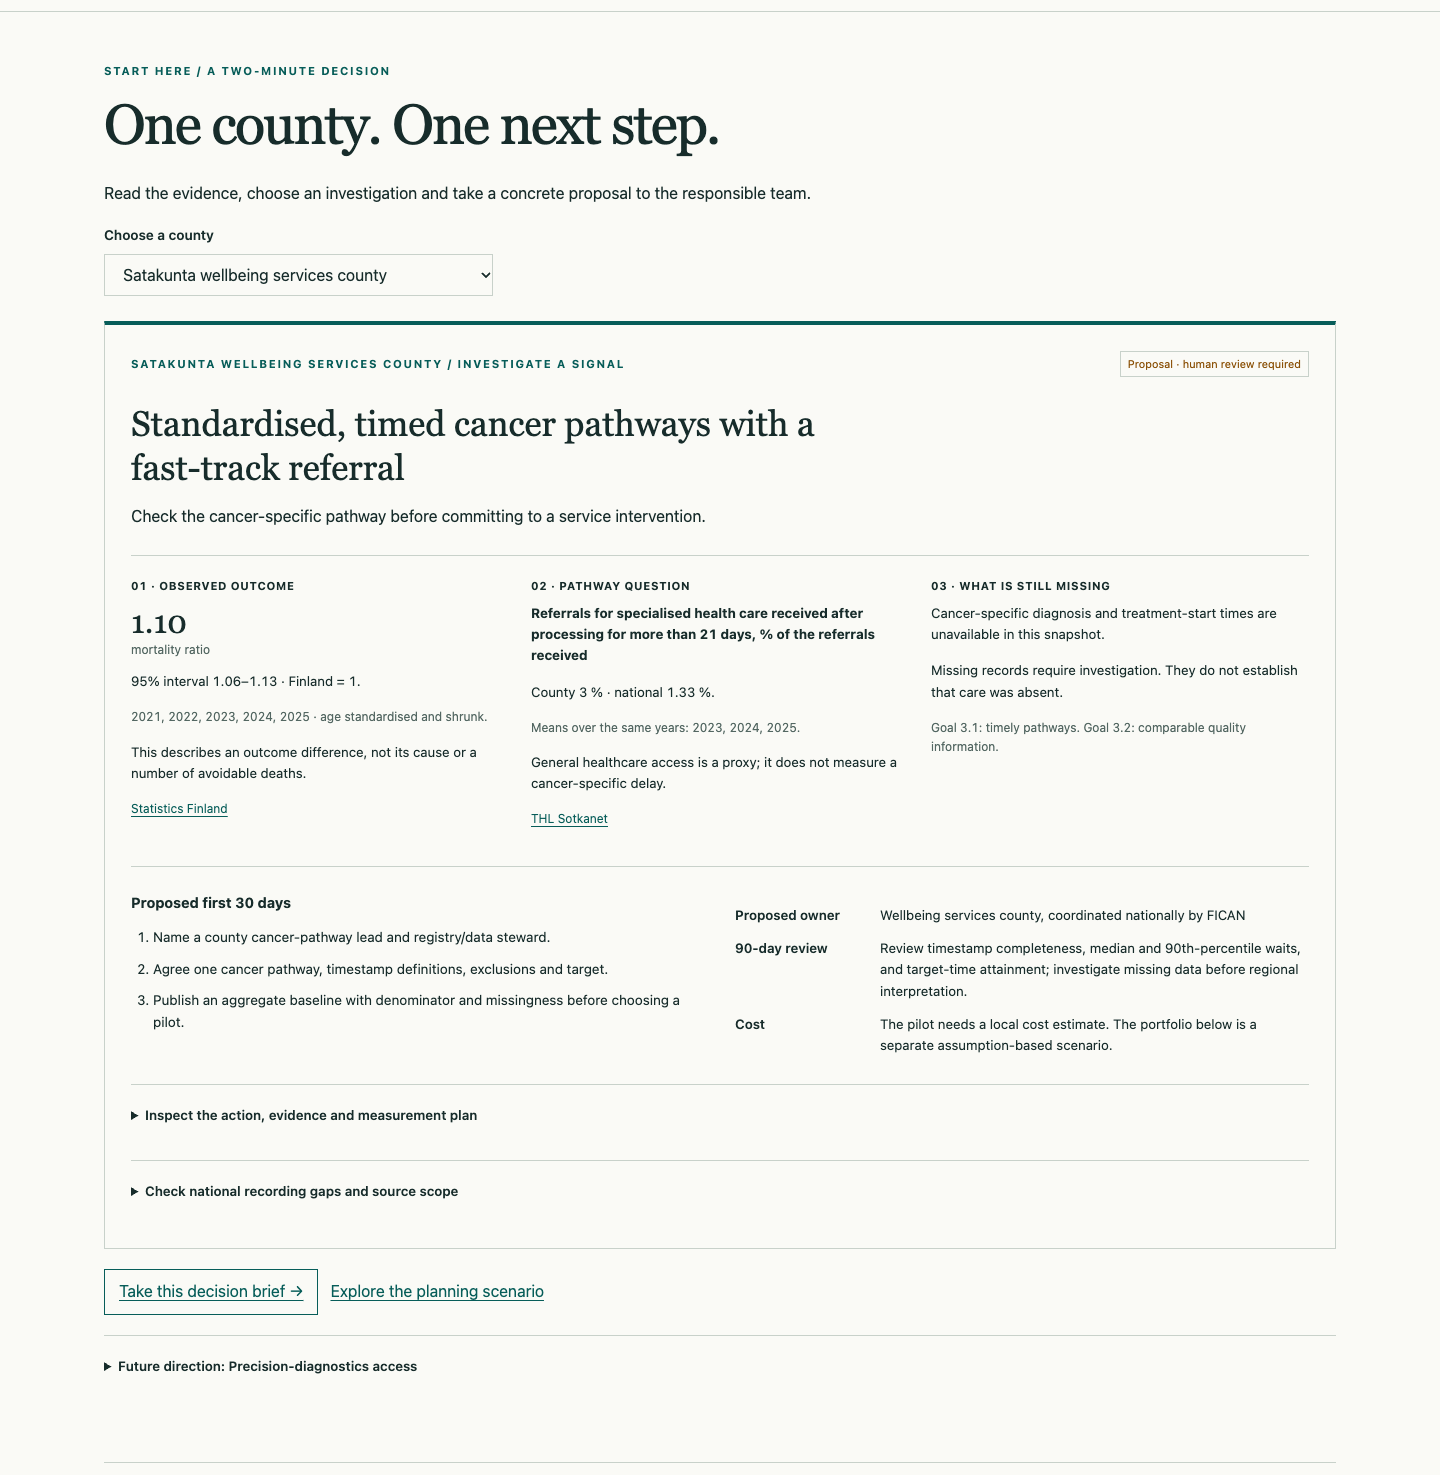 START HERE / A TWO-MINUTE DECISION
One county. One next step.
Read the evidence, choose an investigation and take a concrete proposal to the responsible team.
Choose a county
Satakunta wellbeing services county
SATAKUNTA WELLBEING SERVICES COUNTY / INVESTIGATE A SIGNAL
Proposal · human review required
Standardised, timed cancer pathways with a
fast-track referral
Check the cancer-specific pathway before committing to a service intervention.
01 · OBSERVED OUTCOME
1.10
mortality ratio
95% interval 1.06–1.13 · Finland = 1.
2021, 2022, 2023, 2024, 2025 · age standardised and shrunk.
This describes an outcome difference, not its cause or a
number of avoidable deaths.
Statistics Finland
02 · PATHWAY QUESTION
Referrals for specialised health care received after
processing for more than 21 days, % of the referrals
received
County 3 % · national 1.33 %.
Means over the same years: 2023, 2024, 2025.
General healthcare access is a proxy; it does not measure a
cancer-specific delay.
THL Sotkanet
03 · WHAT IS STILL MISSING
Cancer-specific diagnosis and treatment-start times are
unavailable in this snapshot.
Missing records require investigation. They do not establish
that care was absent.
Goal 3.1: timely pathways. Goal 3.2: comparable quality
information.
Proposed first 30 days
1. Name a county cancer-pathway lead and registry/data steward.
2. Agree one cancer pathway, timestamp definitions, exclusions and target.
3. Publish an aggregate baseline with denominator and missingness before choosing a
pilot.
Proposed owner
Wellbeing services county, coordinated nationally by FICAN
90-day review
Review timestamp completeness, median and 90th-percentile waits,
and target-time attainment; investigate missing data before regional
interpretation.
Cost
The pilot needs a local cost estimate. The portfolio below is a
separate assumption-based scenario.
▶ Inspect the action, evidence and measurement plan
▶ Check national recording gaps and source scope
Take this decision brief →
Explore the planning scenario
▶ Future direction: Precision-diagnostics access